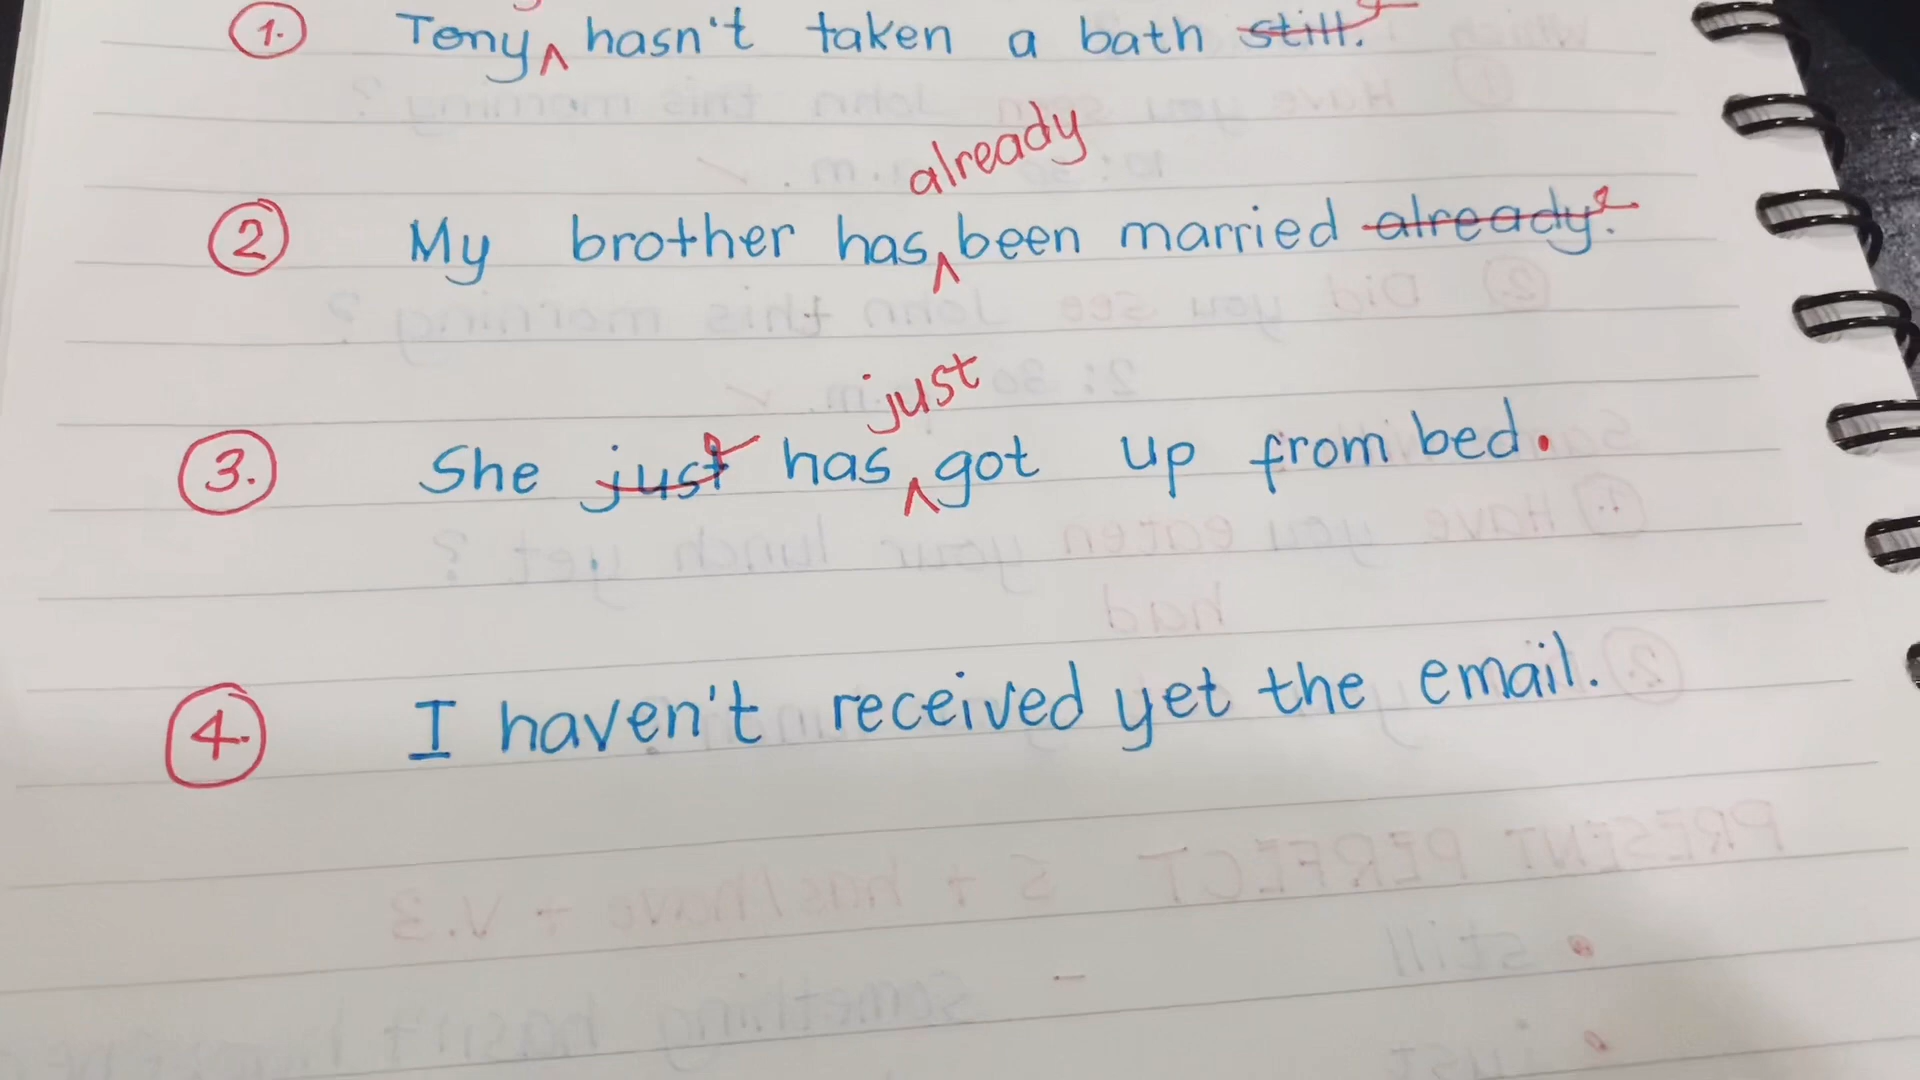 1. Tony ^ hasn't taken a bath still.
already
2 My brother has ^ been married already.
just
3. She just has ^ got up from bed.
4. I haven't received yet the email.